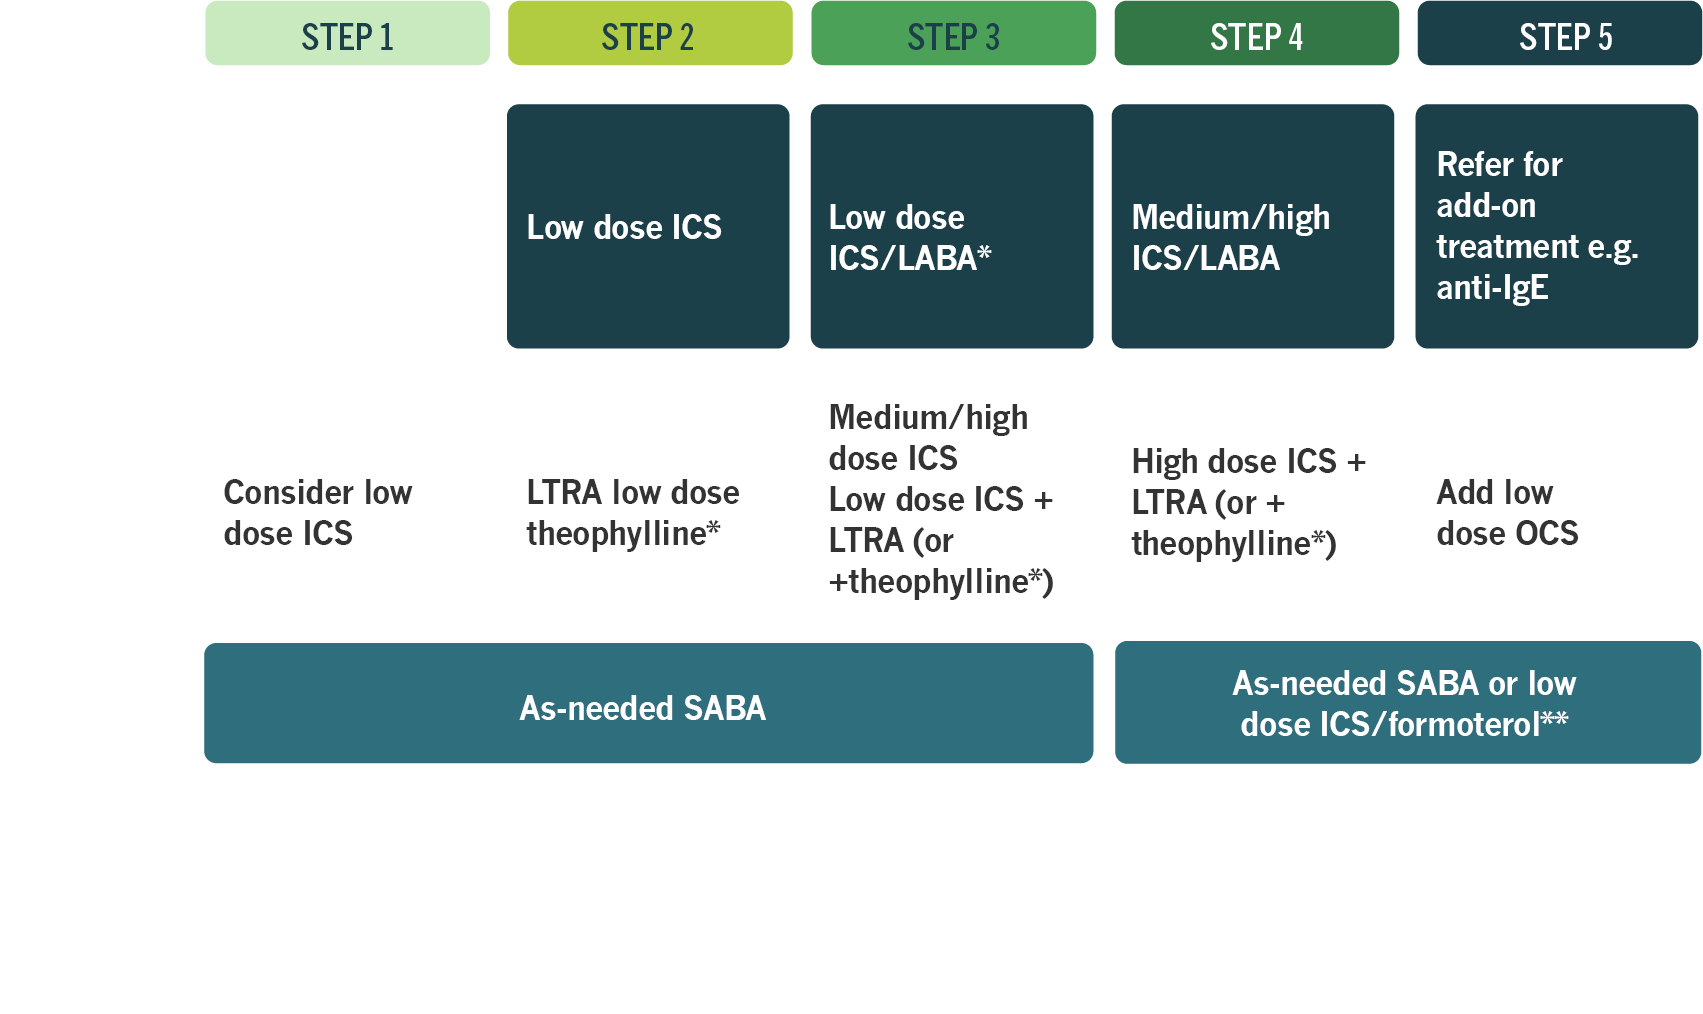 STEP 1
STEP 2
STEP 3
STEP 4
STEP 5
Low dose ICS
Low dose
ICS/LABA*
Medium/high
ICS/LABA
Refer for
add-on
treatment e.g.
anti-IgE
Consider low
dose ICS
LTRA low dose
theophylline*
Medium/high
dose ICS
Low dose ICS +
LTRA (or
+theophylline*)
High dose ICS +
LTRA (or +
theophylline*)
Add low
dose OCS
As-needed SABA
As-needed SABA or low
dose ICS/formoterol**